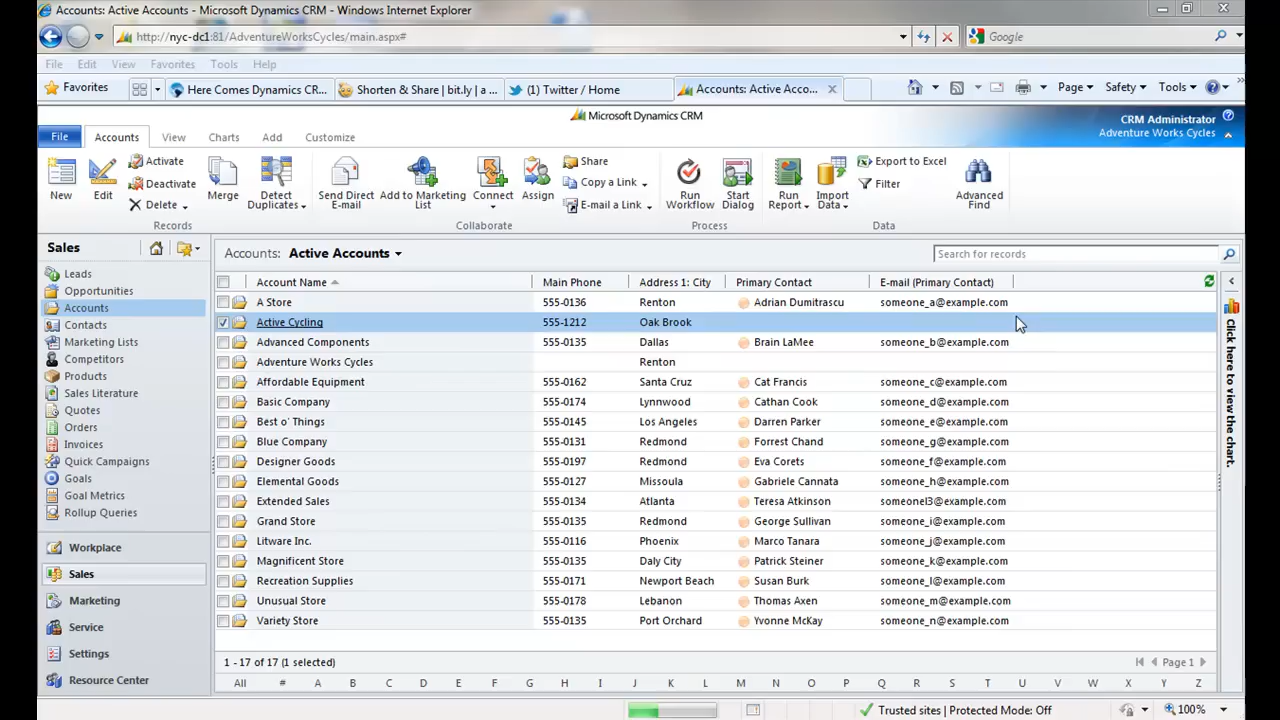 Accounts: Active Accounts - Microsoft Dynamics CRM - Windows Internet Explorer
http://nyc-dc1:81/AdventureWorksCycles/main.aspx#
Google
File Edit View Favorites Tools Help
Favorites
Here Comes Dynamics CR...
Shorten & Share | bit.ly | a ...
(1) Twitter / Home
Accounts: Active Acco...
Page Safety Tools
Microsoft Dynamics CRM
CRM Administrator
Adventure Works Cycles
File Accounts View Charts Add Customize
New
Edit
Activate
Deactivate
Delete
Merge
Detect Duplicates
Records
Send Direct E-mail
Add to Marketing List
Connect
Assign
Share
Copy a Link
E-mail a Link
Collaborate
Run Workflow
Start Dialog
Process
Run Report
Import Data
Export to Excel
Filter
Advanced Find
Data
Sales
Leads
Opportunities
Accounts
Contacts
Marketing Lists
Competitors
Products
Sales Literature
Quotes
Orders
Invoices
Quick Campaigns
Goals
Goal Metrics
Rollup Queries
Workplace
Sales
Marketing
Service
Settings
Resource Center
Accounts: Active Accounts
Search for records
Account Name Main Phone Address 1: City Primary Contact E-mail (Primary Contact)
A Store 555-0136 Renton Adrian Dumitrascu someone_a@example.com
Active Cycling 555-1212 Oak Brook
Advanced Components 555-0135 Dallas Brain LaMee someone_b@example.com
Adventure Works Cycles Renton
Affordable Equipment 555-0162 Santa Cruz Cat Francis someone_c@example.com
Basic Company 555-0174 Lynnwood Cathan Cook someone_d@example.com
Best o' Things 555-0145 Los Angeles Darren Parker someone_e@example.com
Blue Company 555-0131 Redmond Forrest Chand someone_g@example.com
Designer Goods 555-0197 Redmond Eva Corets someone_f@example.com
Elemental Goods 555-0127 Missoula Gabriele Cannata someone_h@example.com
Extended Sales 555-0134 Atlanta Teresa Atkinson someonel3@example.com
Grand Store 555-0135 Redmond George Sullivan someone_i@example.com
Litware Inc. 555-0116 Phoenix Marco Tanara someone_j@example.com
Magnificent Store 555-0135 Daly City Patrick Steiner someone_k@example.com
Recreation Supplies 555-0171 Newport Beach Susan Burk someone_l@example.com
Unusual Store 555-0178 Lebanon Thomas Axen someone_m@example.com
Variety Store 555-0135 Port Orchard Yvonne McKay someone_n@example.com
Click here to view the chart.
1 - 17 of 17 (1 selected)
Page 1
All # A B C D E F G H I J K L M N O P Q R S T U V W X Y Z
Trusted sites | Protected Mode: Off
100%